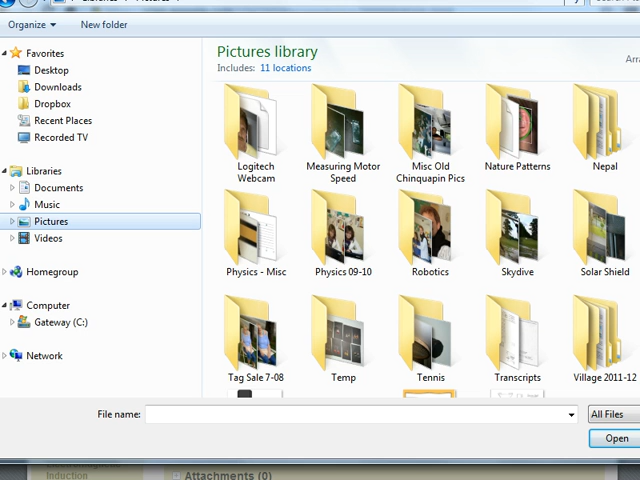 Organize New folder
Favorites
Desktop
Downloads
Dropbox
Recent Places
Recorded TV
Libraries
Documents
Music
Pictures
Videos
Homegroup
Computer
Gateway (C:)
Network
Pictures library
Includes: 11 locations
Logitech
Webcam
Measuring Motor
Speed
Misc Old
Chinquapin Pics
Nature Patterns
Nepal
Physics - Misc
Physics 09-10
Robotics
Skydive
Solar Shield
Tag Sale 7-08
Temp
Tennis
Transcripts
Village 2011-12
File name:
All Files
Open
Induction
Attachments (0)